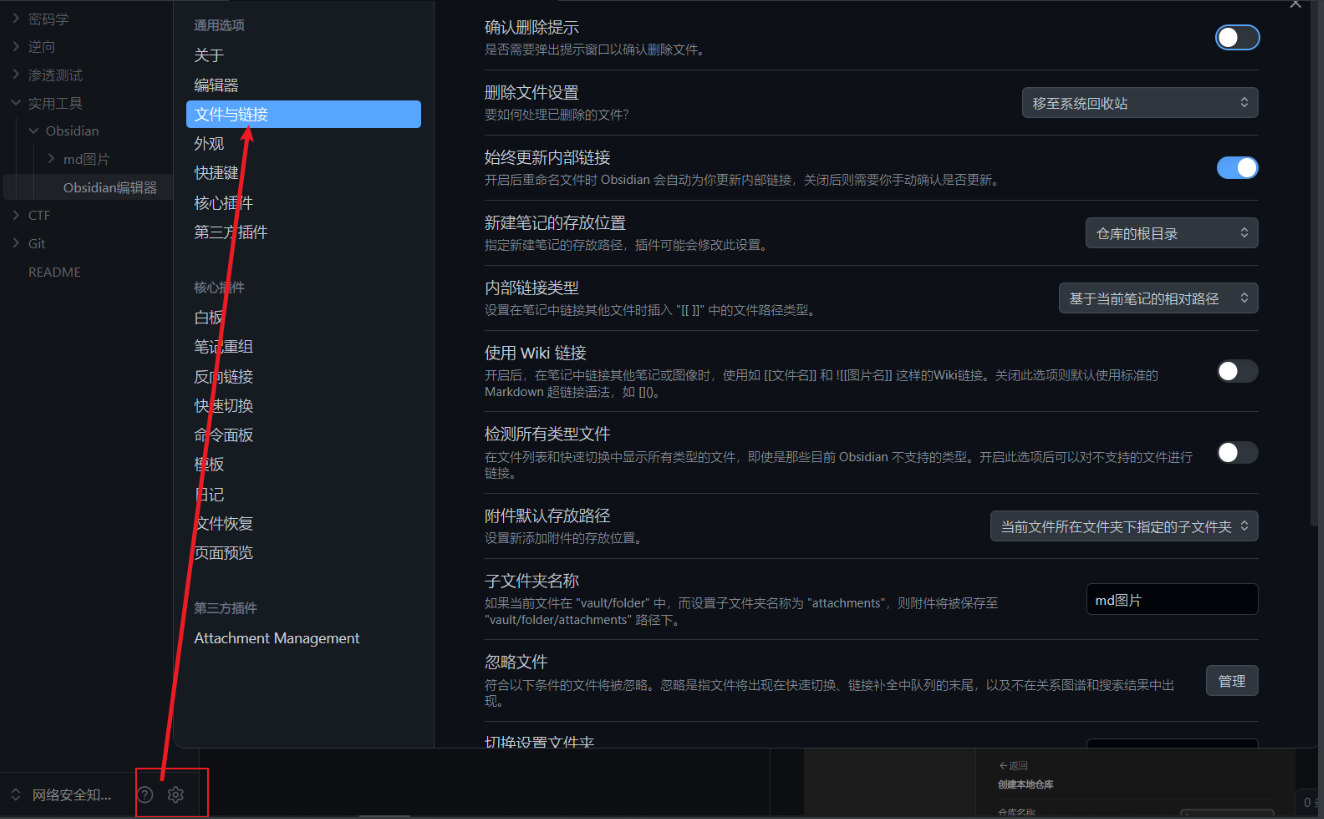 密码学
逆向
渗透测试
实用工具
Obsidian
md图片
Obsidian编辑器
CTF
Git
README
网络安全知...
通用选项
关于
编辑器
文件与链接
外观
快捷键
核心插件
第三方插件
核心插件
白板
笔记重组
反向链接
快速切换
命令面板
模板
日记
文件恢复
页面预览
第三方插件
Attachment Management
确认删除提示
是否需要弹出提示窗口以确认删除文件。
删除文件设置
要如何处理已删除的文件?
移至系统回收站
始终更新内部链接
开启后重命名文件时 Obsidian 会自动为你更新内部链接，关闭后则需要你手动确认是否更新。
新建笔记的存放位置
指定新建笔记的存放路径，插件可能会修改此设置。
仓库的根目录
内部链接类型
设置在笔记中链接其他文件时插入 "[[ ]]" 中的文件路径类型。
基于当前笔记的相对路径
使用 Wiki 链接
开启后，在笔记中链接其他笔记或图像时，使用如 [[文件名]] 和 ![[图片名]] 这样的Wiki链接。关闭此选项则默认使用标准的
Markdown 超链接语法，如 []()。
检测所有类型文件
在文件列表和快速切换中显示所有类型的文件，即使是那些目前 Obsidian 不支持的类型。开启此选项后可以对不支持的文件进行
链接。
附件默认存放路径
设置新添加附件的存放位置。
当前文件所在文件夹下指定的子文件夹
子文件夹名称
如果当前文件在 "vault/folder" 中，而设置子文件夹名称为 "attachments"，则附件将被保存至
"vault/folder/attachments" 路径下。
md图片
忽略文件
符合以下条件的文件将被忽略。忽略是指文件将出现在快速切换、链接补全中队列的末尾，以及不在关系图谱和搜索结果中出
现。
管理
切换设置文件夹
返回
创建本地仓库
仓库名称
0